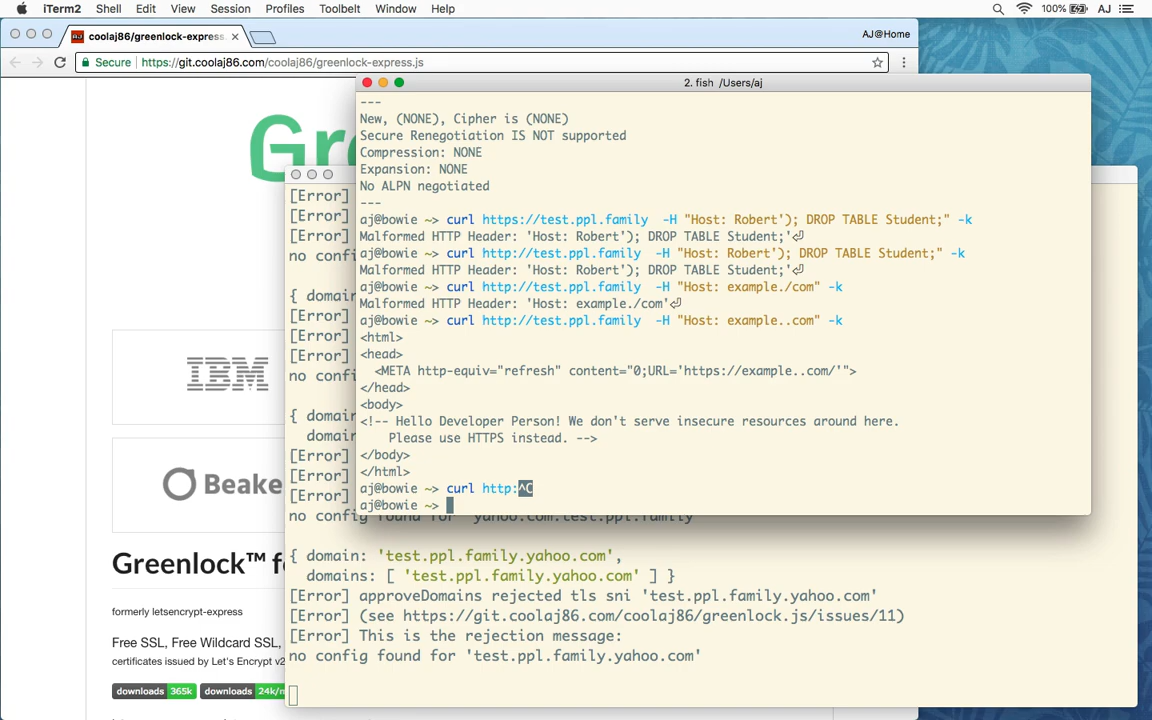 iTerm2 Shell Edit View Session Profiles Toolbelt Window Help 100% AJ
coolaj86/greenlock-express. AJ@Home
Secure https://git.coolaj86.com/coolaj86/greenlock-express.js
2. fish /Users/aj
---
New, (NONE), Cipher is (NONE)
Secure Renegotiation IS NOT supported
Compression: NONE
Expansion: NONE
No ALPN negotiated
---
aj@bowie ~> curl https://test.ppl.family -H "Host: Robert'); DROP TABLE Student;" -k
Malformed HTTP Header: 'Host: Robert'); DROP TABLE Student;'⏎
aj@bowie ~> curl http://test.ppl.family -H "Host: Robert'); DROP TABLE Student;" -k
Malformed HTTP Header: 'Host: Robert'); DROP TABLE Student;'⏎
aj@bowie ~> curl http://test.ppl.family -H "Host: example./com" -k
Malformed HTTP Header: 'Host: example./com'⏎
aj@bowie ~> curl http://test.ppl.family -H "Host: example..com" -k
<html>
<head>
<META http-equiv="refresh" content="0;URL='https://example..com/'">
</head>
<body>
<!-- Hello Developer Person! We don't serve insecure resources around here.
Please use HTTPS instead. -->
</body>
</html>
aj@bowie ~> curl http:^C
aj@bowie ~>
[Error]
[Error]
[Error]
no confi
{ domain
[Error]
[Error]
[Error]
no confi
{ domain
domain
[Error]
[Error]
[Error]
no config found for 'yahoo.com.test.ppl.family'
{ domain: 'test.ppl.family.yahoo.com',
domains: [ 'test.ppl.family.yahoo.com' ] }
[Error] approveDomains rejected tls sni 'test.ppl.family.yahoo.com'
[Error] (see https://git.coolaj86.com/coolaj86/greenlock.js/issues/11)
[Error] This is the rejection message:
no config found for 'test.ppl.family.yahoo.com'
Gre
IBM
Beake
Greenlock™ f
formerly letsencrypt-express
Free SSL, Free Wildcard SSL,
certificates issued by Let's Encrypt v2
downloads 365k downloads 24k/m